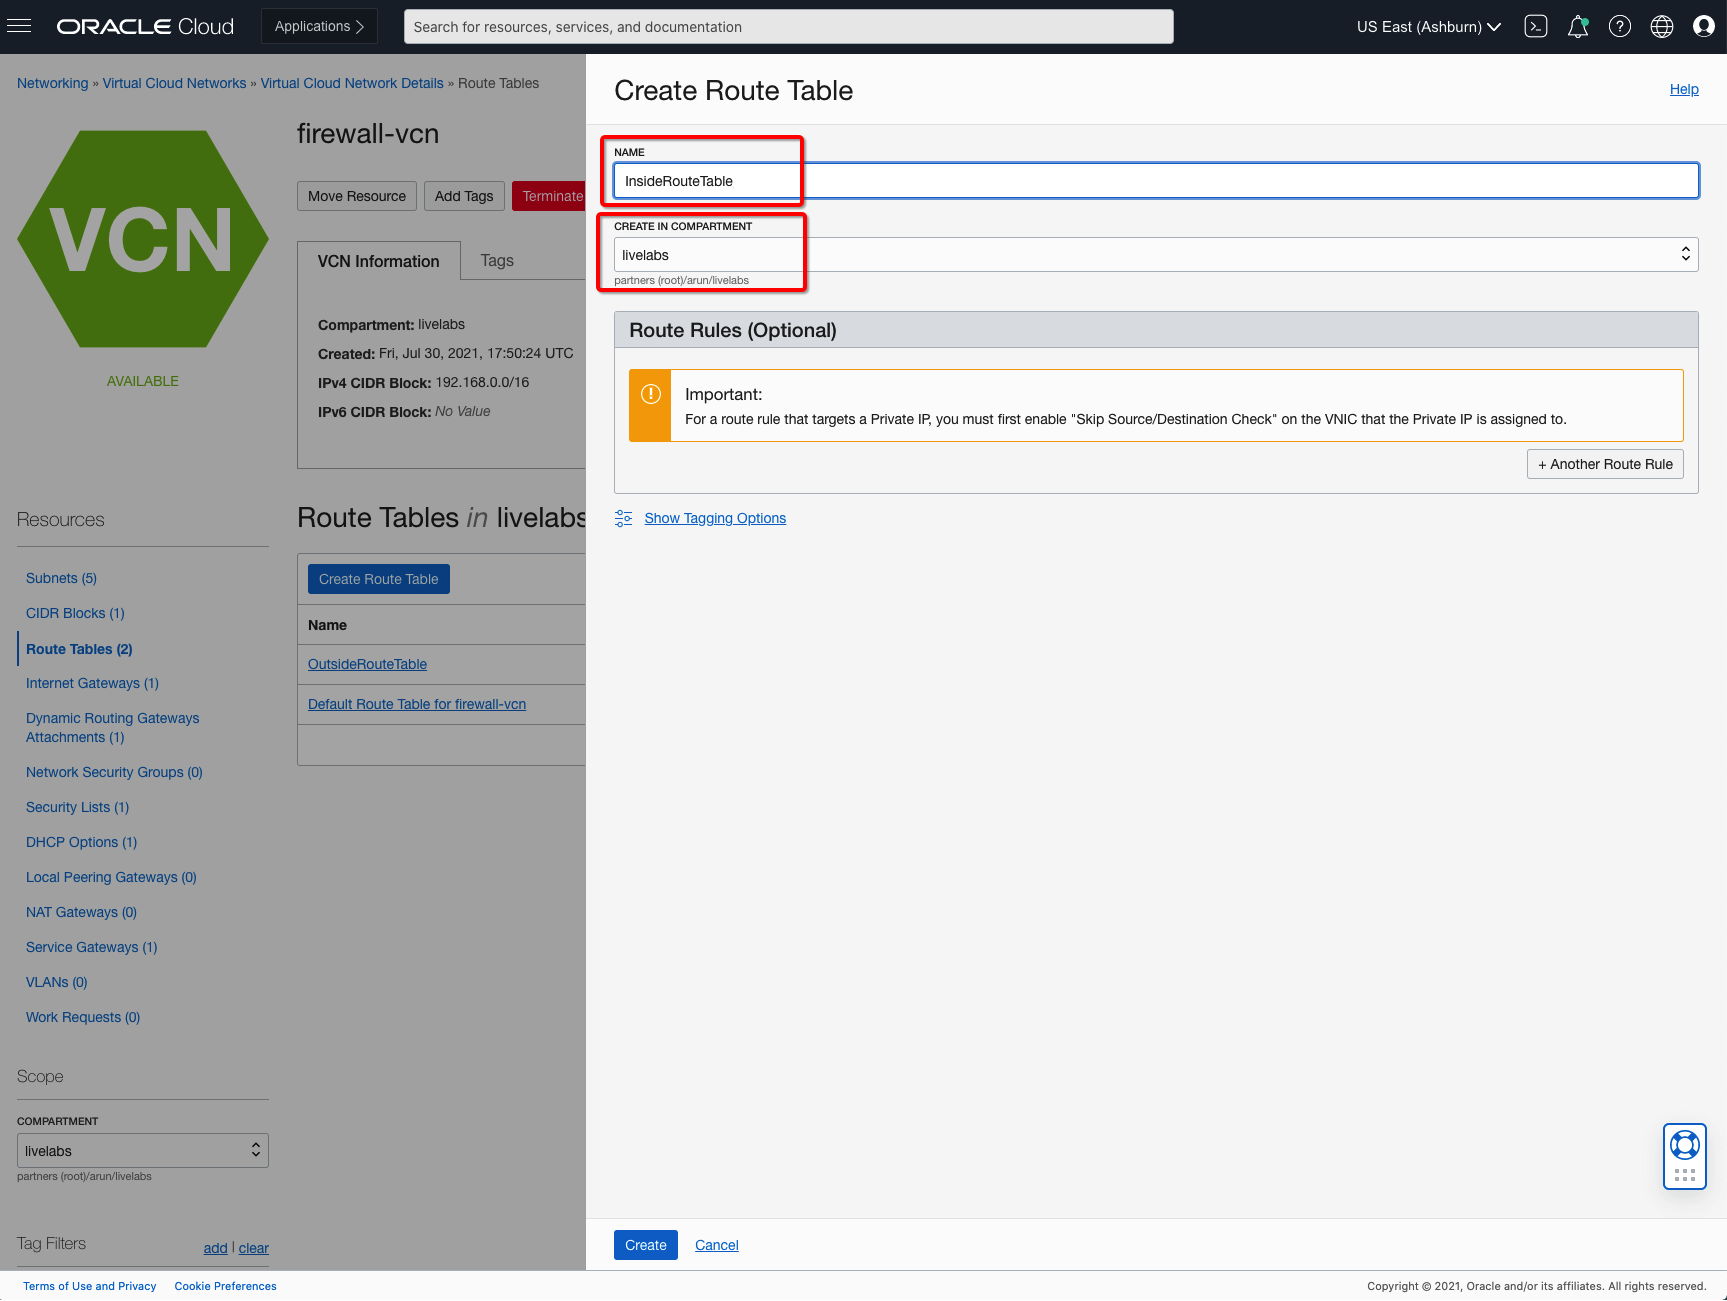 ORACLE Cloud
Applications
Search for resources, services, and documentation
US East (Ashburn)
Networking » Virtual Cloud Networks » Virtual Cloud Network Details » Route Tables
VCN
AVAILABLE
firewall-vcn
Move Resource
Add Tags
Terminate
VCN Information
Tags
Compartment: livelabs
Created: Fri, Jul 30, 2021, 17:50:24 UTC
IPv4 CIDR Block: 192.168.0.0/16
IPv6 CIDR Block: No Value
Resources
Subnets (5)
CIDR Blocks (1)
Route Tables (2)
Internet Gateways (1)
Dynamic Routing Gateways
Attachments (1)
Network Security Groups (0)
Security Lists (1)
DHCP Options (1)
Local Peering Gateways (0)
NAT Gateways (0)
Service Gateways (1)
VLANs (0)
Work Requests (0)
Scope
COMPARTMENT
livelabs
partners (root)/arun/livelabs
Tag Filters
add | clear
Route Tables in livelabs
Create Route Table
Name
OutsideRouteTable
Default Route Table for firewall-vcn
Create Route Table
Help
NAME
InsideRouteTable
CREATE IN COMPARTMENT
livelabs
partners (root)/arun/livelabs
Route Rules (Optional)
Important:
For a route rule that targets a Private IP, you must first enable "Skip Source/Destination Check" on the VNIC that the Private IP is assigned to.
+ Another Route Rule
Show Tagging Options
Create
Cancel
Terms of Use and Privacy
Cookie Preferences
Copyright © 2021, Oracle and/or its affiliates. All rights reserved.